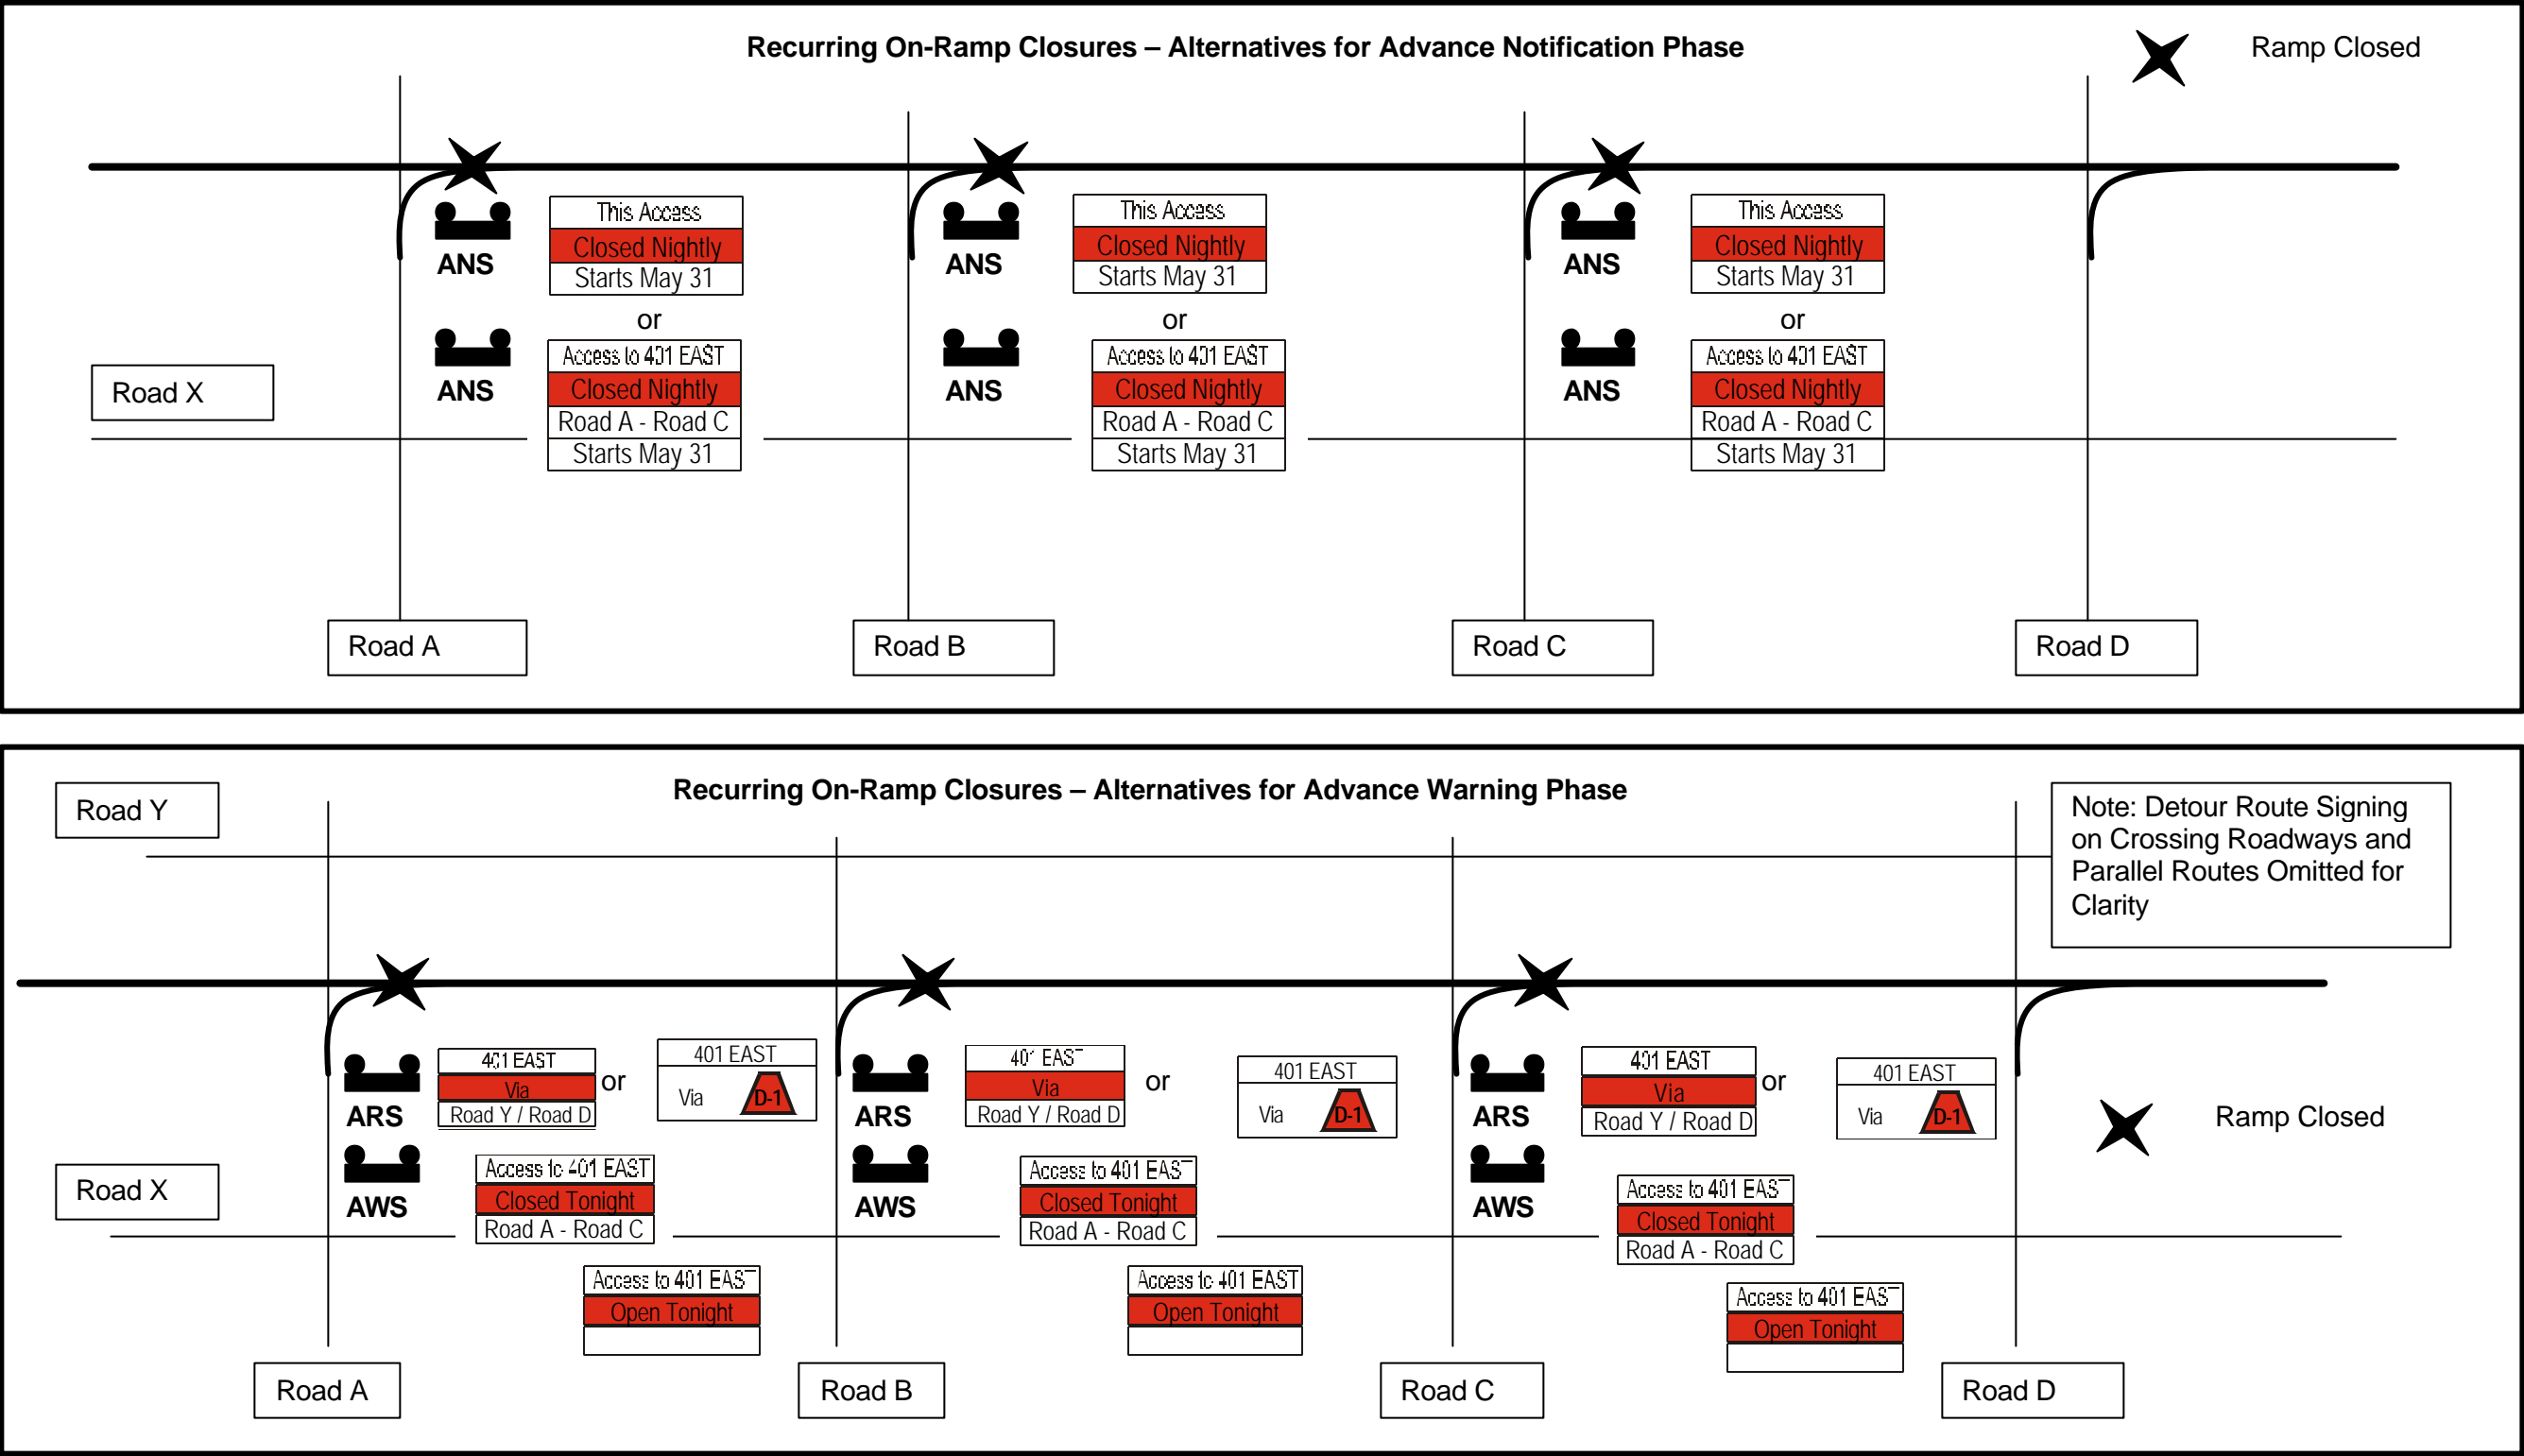 Recurring On-Ramp Closures – Alternatives for Advance Notification Phase
Ramp Closed
This Access
Closed Nightly
Starts May 31
ANS
or
Access to 401 EAST
Closed Nightly
Road A - Road C
Starts May 31
ANS
This Access
Closed Nightly
Starts May 31
ANS
or
Access to 401 EAST
Closed Nightly
Road A - Road C
Starts May 31
ANS
This Access
Closed Nightly
Starts May 31
ANS
or
Access to 401 EAST
Closed Nightly
Road A - Road C
Starts May 31
ANS
Road X
Road A
Road B
Road C
Road D
Recurring On-Ramp Closures – Alternatives for Advance Warning Phase
Road Y
Note: Detour Route Signing
on Crossing Roadways and
Parallel Routes Omitted for
Clarity
ARS
401 EAST
Via
Road Y / Road D
or
401 EAST
Via D-1
ARS
401 EAST
Via
Road Y / Road D
or
401 EAST
Via D-1
ARS
401 EAST
Via
Road Y / Road D
or
401 EAST
Via D-1
Ramp Closed
Road X
AWS
Access to 401 EAST
Closed Tonight
Road A - Road C
Access to 401 EAST
Open Tonight
AWS
Access to 401 EAST
Closed Tonight
Road A - Road C
Access to 401 EAST
Open Tonight
AWS
Access to 401 EAST
Closed Tonight
Road A - Road C
Access to 401 EAST
Open Tonight
Road A
Road B
Road C
Road D